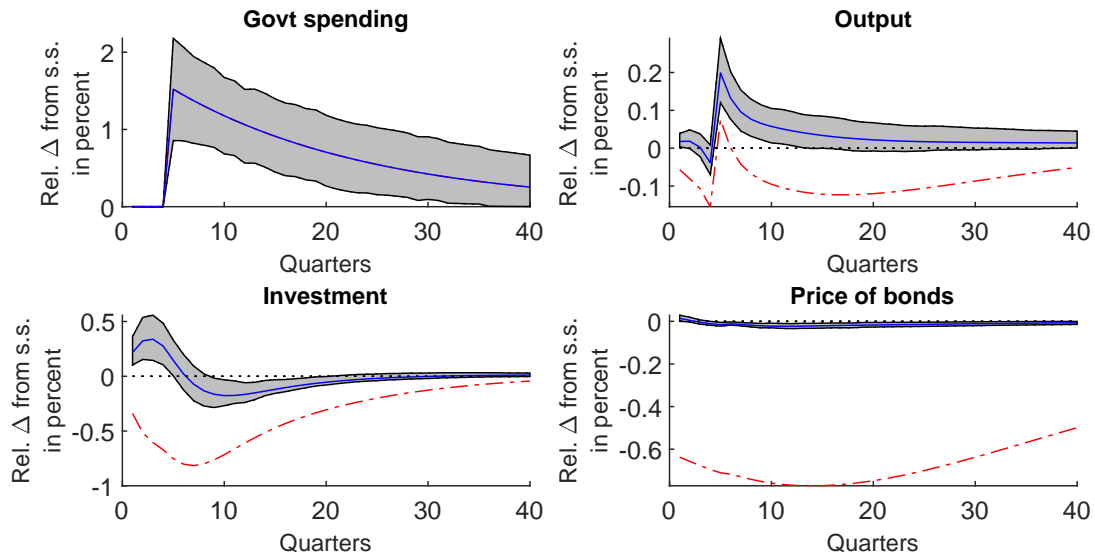 Govt spending
Rel. Δ from s.s.
in percent
2
1
0
0
10
20
30
40
Quarters
Output
Rel. Δ from s.s.
in percent
0.2
0.1
0
-0.1
0
10
20
30
40
Quarters
Investment
Rel. Δ from s.s.
in percent
0.5
0
-0.5
-1
0
10
20
30
40
Quarters
Price of bonds
Rel. Δ from s.s.
in percent
0
-0.2
-0.4
-0.6
0
10
20
30
40
Quarters